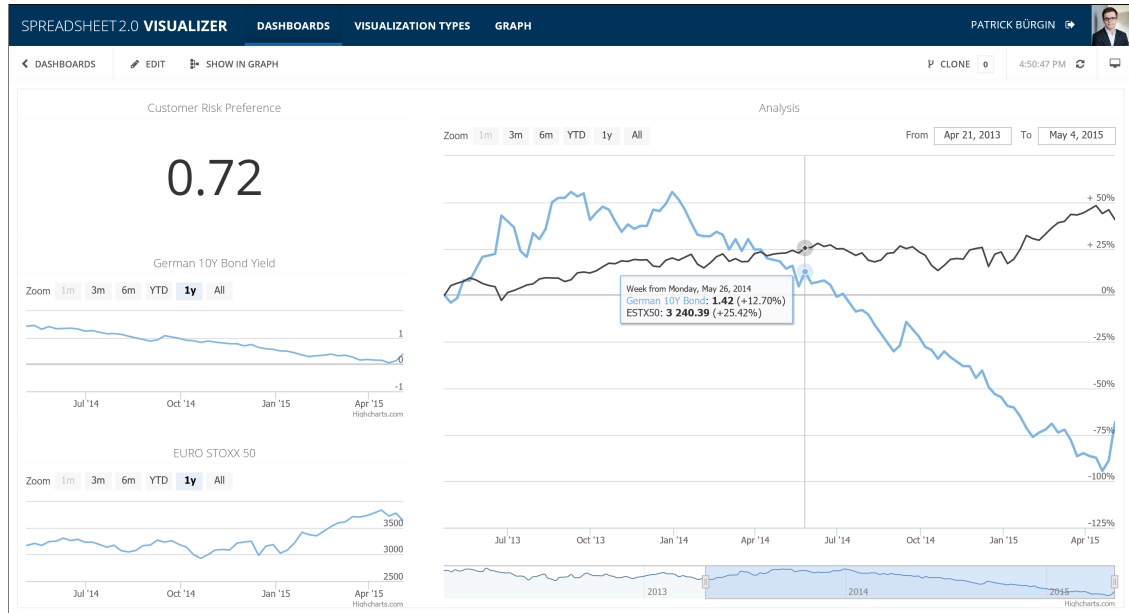 SPREADSHEET2.0 VISUALIZER DASHBOARDS VISUALIZATION TYPES GRAPH PATRICK BÜRGIN
DASHBOARDS EDIT SHOW IN GRAPH CLONE 0 4:50:47 PM
Customer Risk Preference
0.72
German 10Y Bond Yield
Zoom 1m 3m 6m YTD 1y All
1
0
-1
Jul '14 Oct '14 Jan '15 Apr '15
Highcharts.com
EURO STOXX 50
Zoom 1m 3m 6m YTD 1y All
3500
3000
2500
Jul '14 Oct '14 Jan '15 Apr '15
Highcharts.com
Analysis
Zoom 1m 3m 6m YTD 1y All From Apr 21, 2013 To May 4, 2015
+ 50%
+ 25%
0%
Week from Monday, May 26, 2014
German 10Y Bond: 1.42 (+12.70%)
ESTX50: 3 240.39 (+25.42%)
-25%
-50%
-75%
-100%
-125%
Jul '13 Oct '13 Jan '14 Apr '14 Jul '14 Oct '14 Jan '15 Apr '15
2013 2014 2015
Highcharts.com